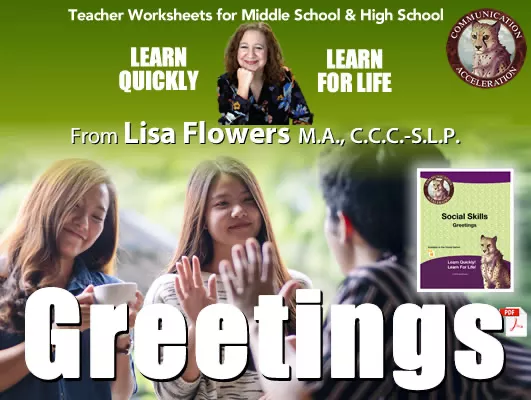 Teacher Worksheets for Middle School & High School
COMMUNICATION
ACCELERATION
LEARN
QUICKLY
LEARN
FOR LIFE
From Lisa Flowers M.A., C.C.C.-S.L.P.
Social Skills
Greetings
Learn Quickly!
Learn For Life!
PDF
Greetings